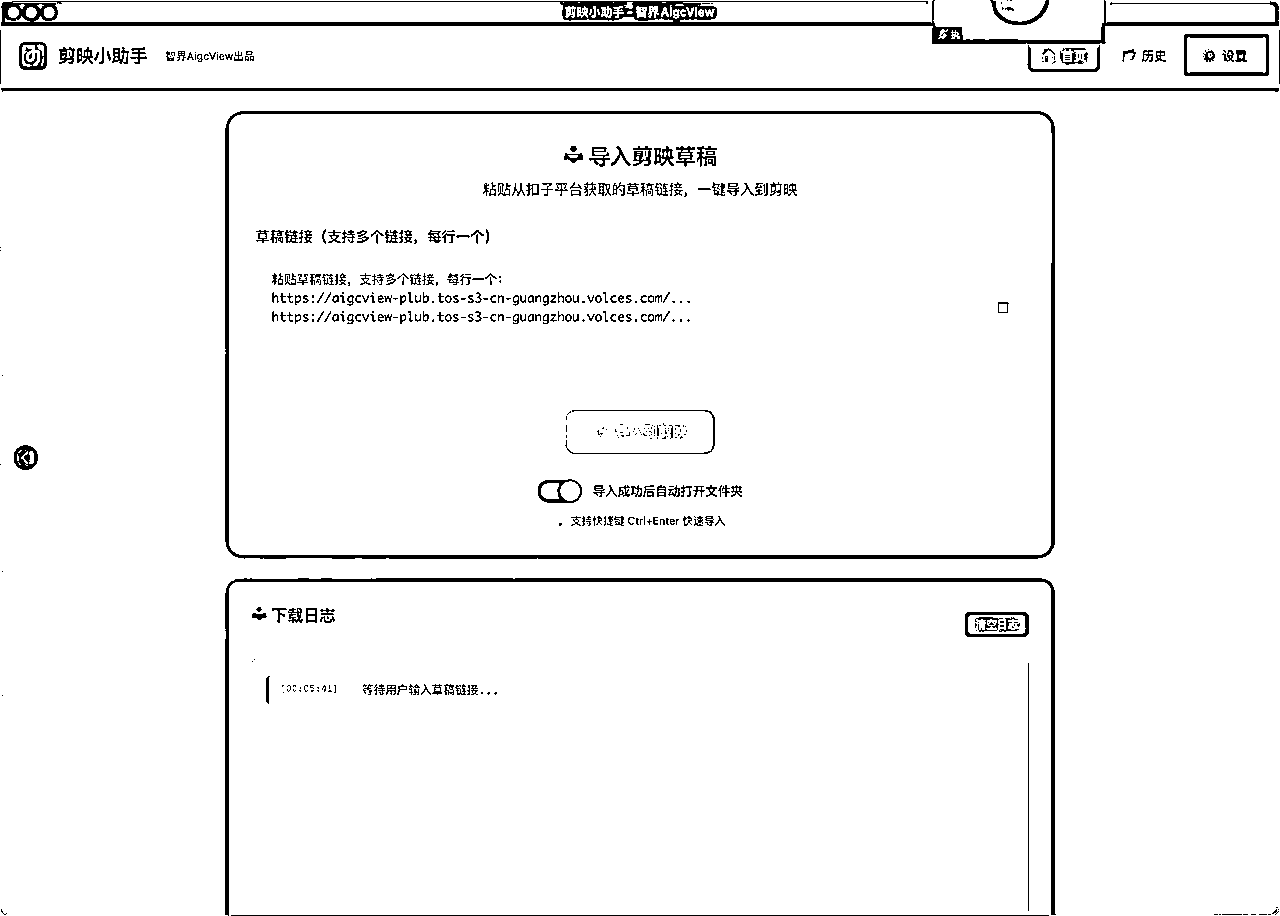 剪映小助手 - 智界AigcView
剪映小助手 智界AigcView出品
首页 历史 设置
导入剪映草稿
粘贴从扣子平台获取的草稿链接，一键导入到剪映
草稿链接（支持多个链接，每行一个）
粘贴草稿链接，支持多个链接，每行一个：
https://aigcview-plub.tos-s3-cn-guangzhou.volces.com/...
https://aigcview-plub.tos-s3-cn-guangzhou.volces.com/...
导入成功后自动打开文件夹
支持快捷键 Ctrl+Enter 快速导入
下载日志
清空日志
[00:05:41] 等待用户输入草稿链接...